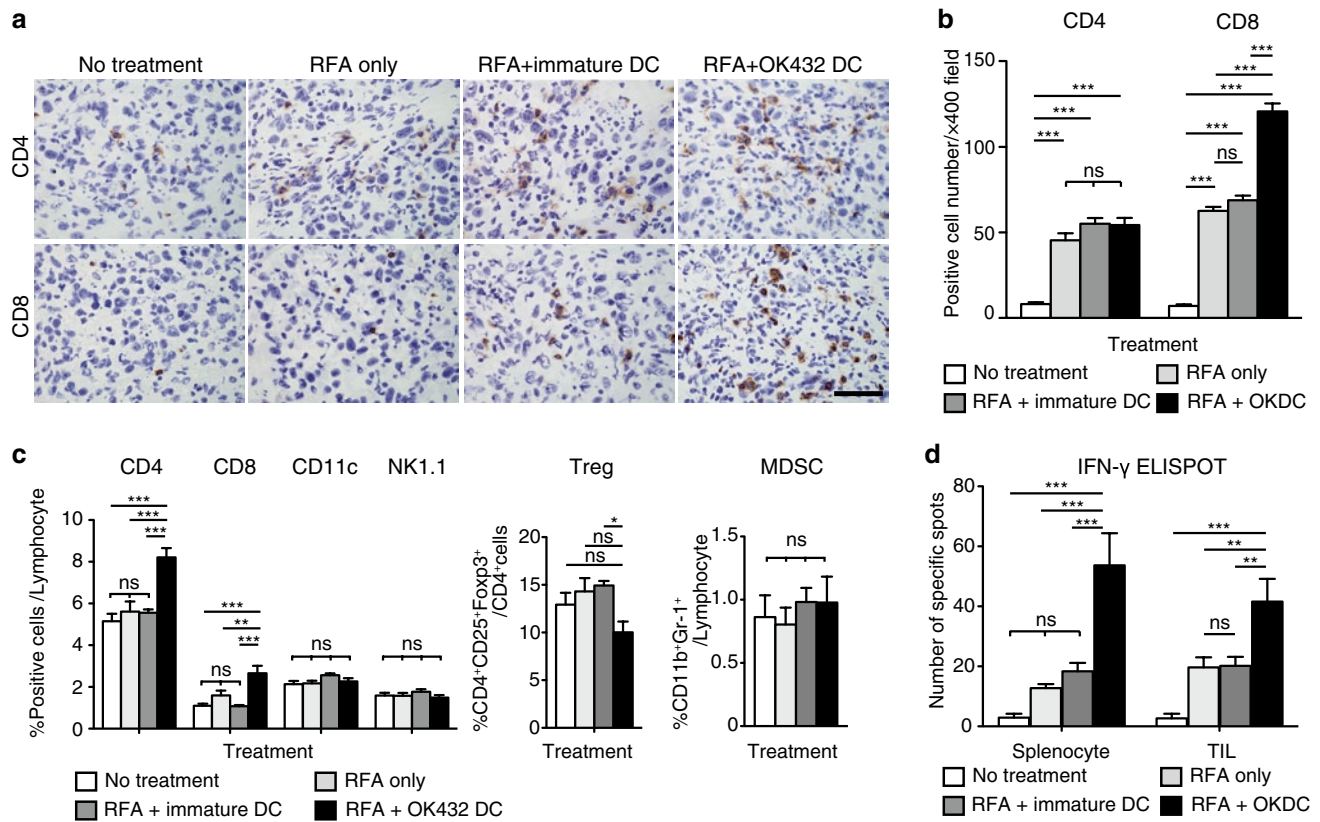 a
No treatment RFA only RFA+immature DC RFA+OK432 DC
CD4
CD8
b
CD4 CD8
Positive cell number/×400 field
150
100
50
0
***
***
***
ns
***
***
***
***
ns
***
Treatment
No treatment RFA only
RFA + immature DC RFA + OKDC
c
CD4 CD8 CD11c NK1.1
%Positive cells /Lymphocyte
10
8
6
4
2
0
***
***
***
ns
***
**
***
ns
ns
ns
Treatment
Treg
%CD4+CD25+Foxp3+
/CD4+cells
20
15
10
5
0
*
ns
ns
Treatment
MDSC
%CD11b+Gr-1+
/Lymphocyte
1.5
1.0
0.5
0
ns
Treatment
No treatment RFA only
RFA + immature DC RFA + OK432 DC
d
IFN-γ ELISPOT
Number of specific spots
80
60
40
20
0
***
***
***
ns
***
**
**
ns
Splenocyte TIL
No treatment RFA only
RFA + immature DC RFA + OKDC